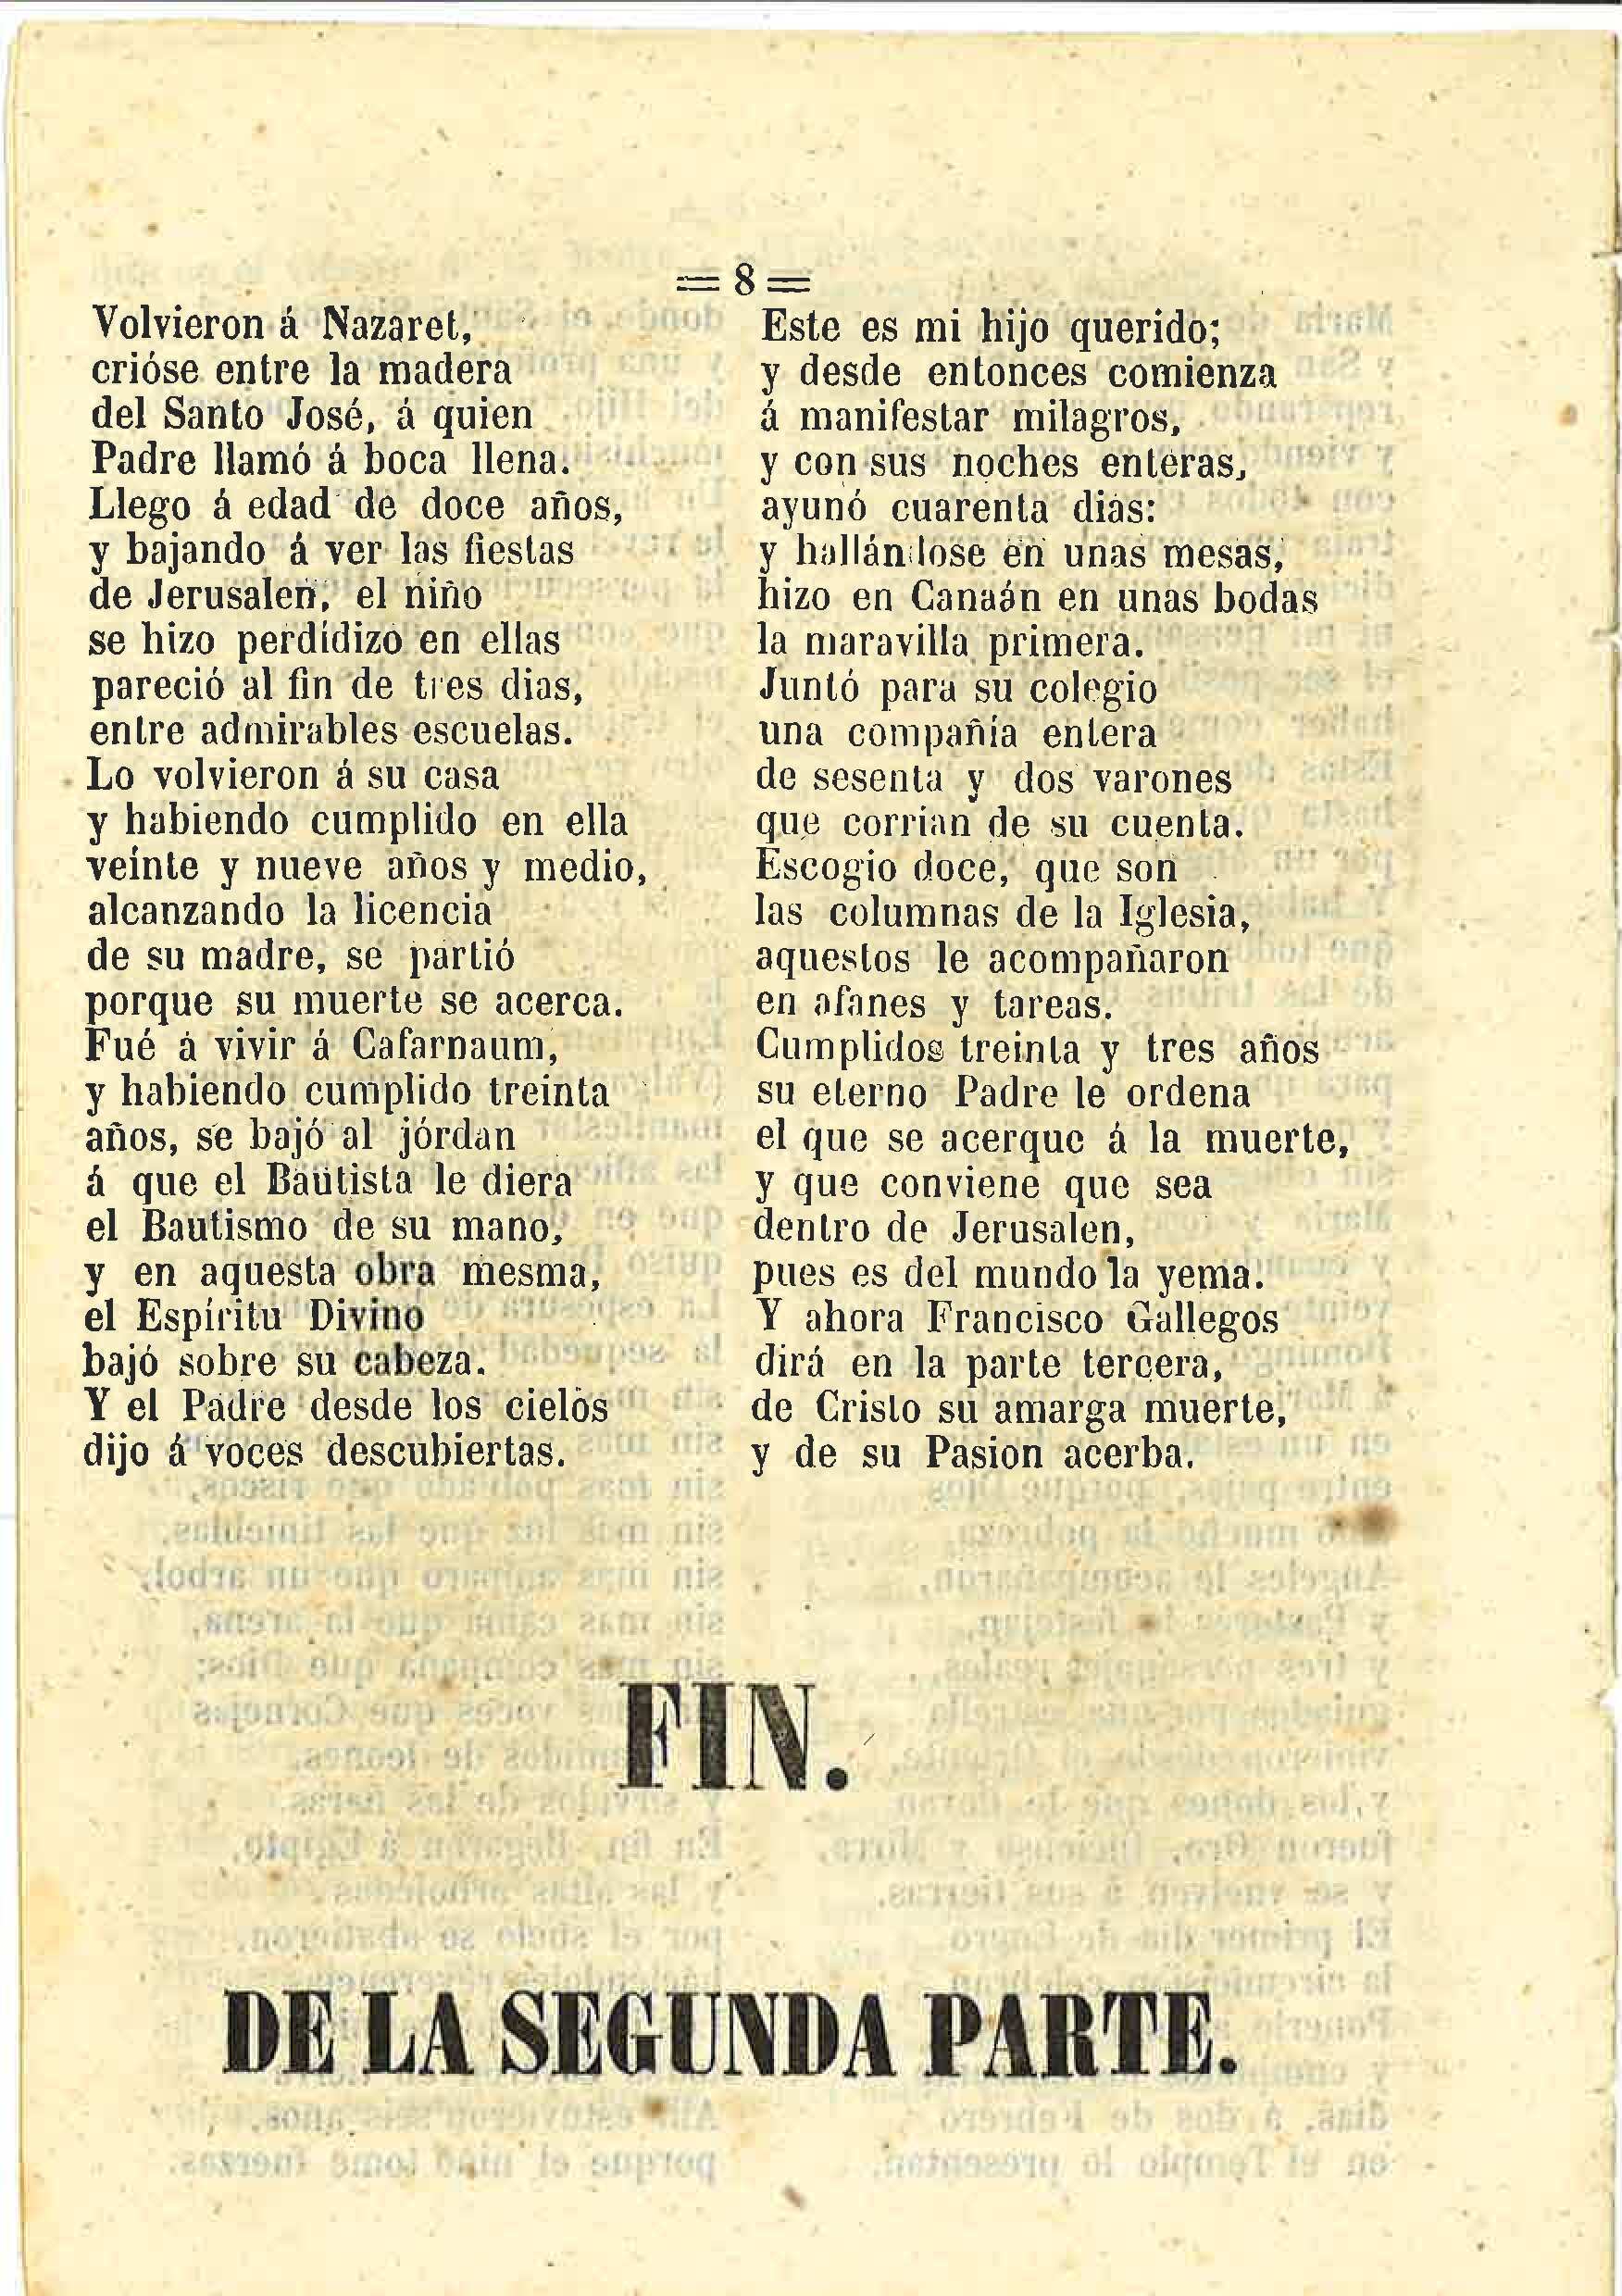 =8=
Volvieron á Nazaret,
crióse entre la madera
del Santo José, á quien
Padre llamó á boca llena.
Llego á edad de doce años,
y bajando á ver las fiestas
de Jerusalen, el niño
se hizo perdídizo en ellas
pareció al fin de tres dias,
entre admirables escuelas.
Lo volvieron á su casa
y habiendo cumplido en ella
veínte y nueve años y medio,
alcanzando la licencia
de su madre, se partió
porque su muerte se acerca.
Fué á vivir á Cafarnaum,
y habiendo cumplido treinta
años, se bajó al jórdan
á que el Bautista le diera
el Bautismo de su mano,
y en aquesta obra mesma,
el Espíritu Divino
bajó sobre su cabeza.
Y el Padre desde los cielos
dijo á voces descubiertas.
Este es mi hijo querido;
y desde entonces comienza
á manifestar milagros,
y con sus noches enteras,
ayunó cuarenta dias:
y hallándose en unas mesas,
hizo en Canaán en unas bodas
la maravilla primera.
Juntó para su colegio
una compañía entera
de sesenta y dos varones
que corrian de su cuenta.
Escogio doce, que son
las columnas de la Iglesia,
aquestos le acompañaron
en afanes y tareas.
Cumplidos treinta y tres años
su eterno Padre le ordena
el que se acerque á la muerte,
y que conviene que sea
dentro de Jerusalen,
pues es del mundo la yema.
Y ahora Francisco Gallegos
dirá en la parte tercera,
de Cristo su amarga muerte,
y de su Pasion acerba.
FIN.
DE LA SEGUNDA PARTE.